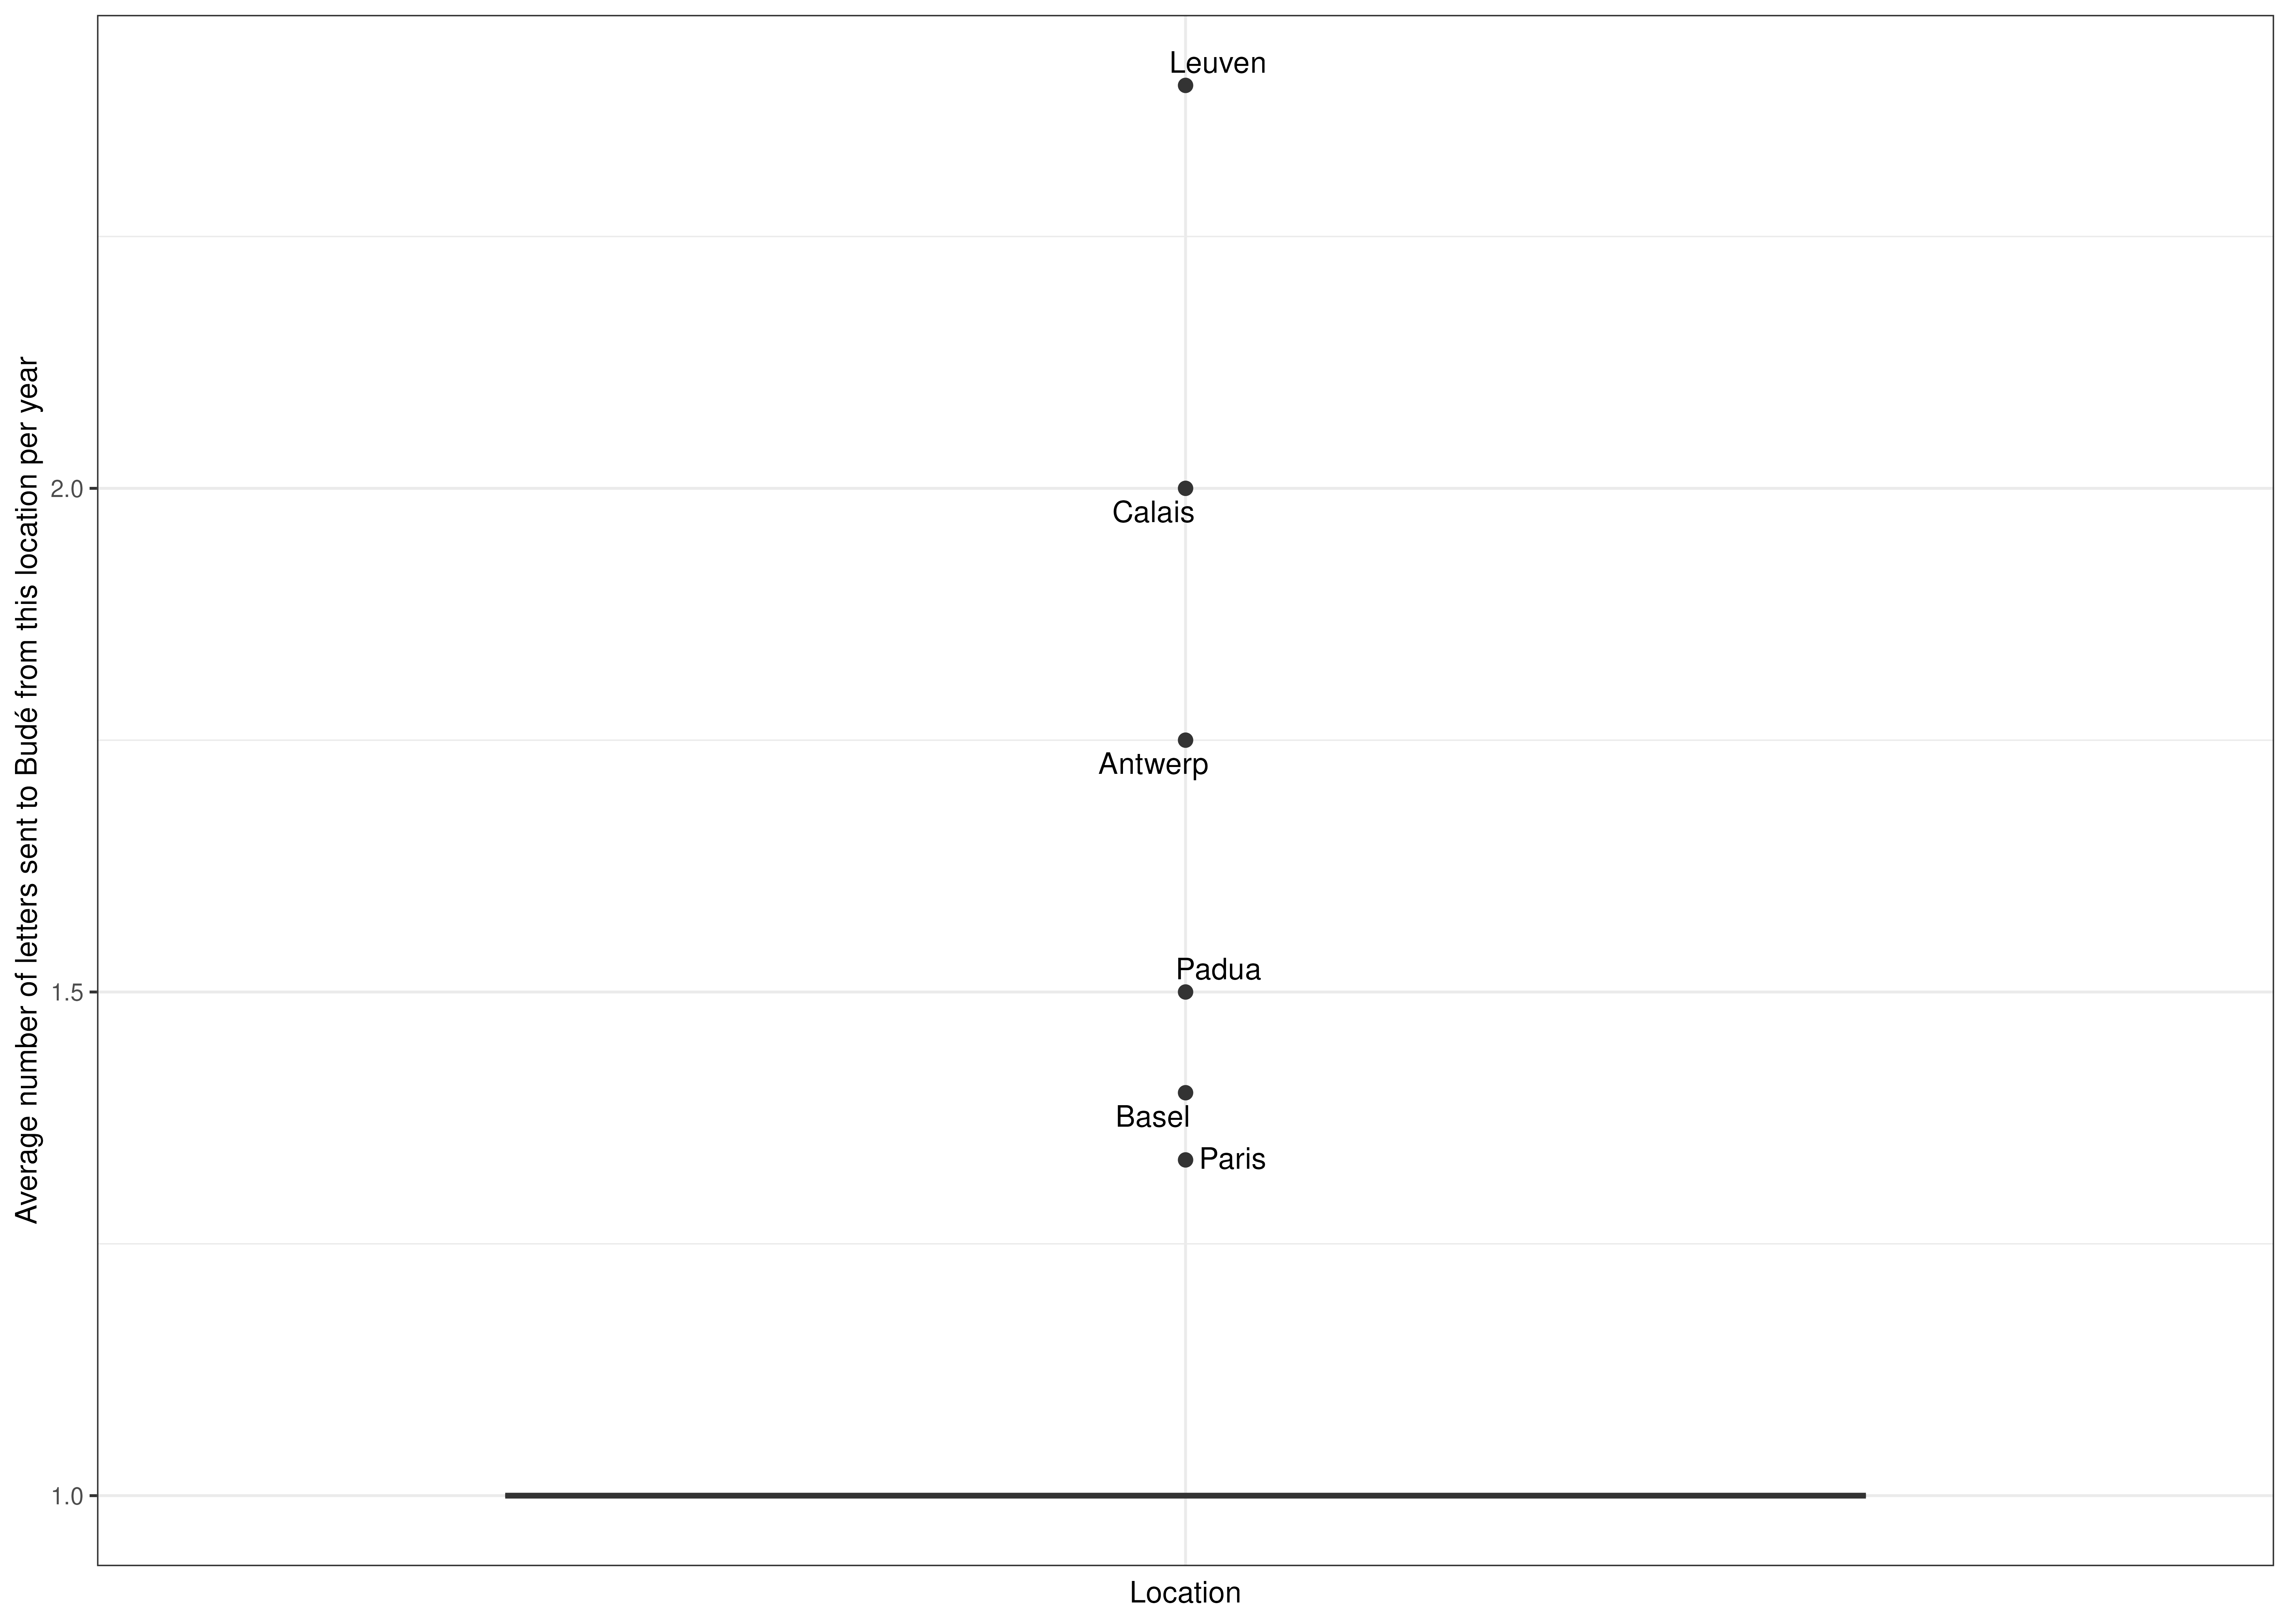 Leuven
Calais
Antwerp
Padua
Basel
Paris
2.0
1.5
1.0
Average number of letters sent to Budé from this location per year
Location